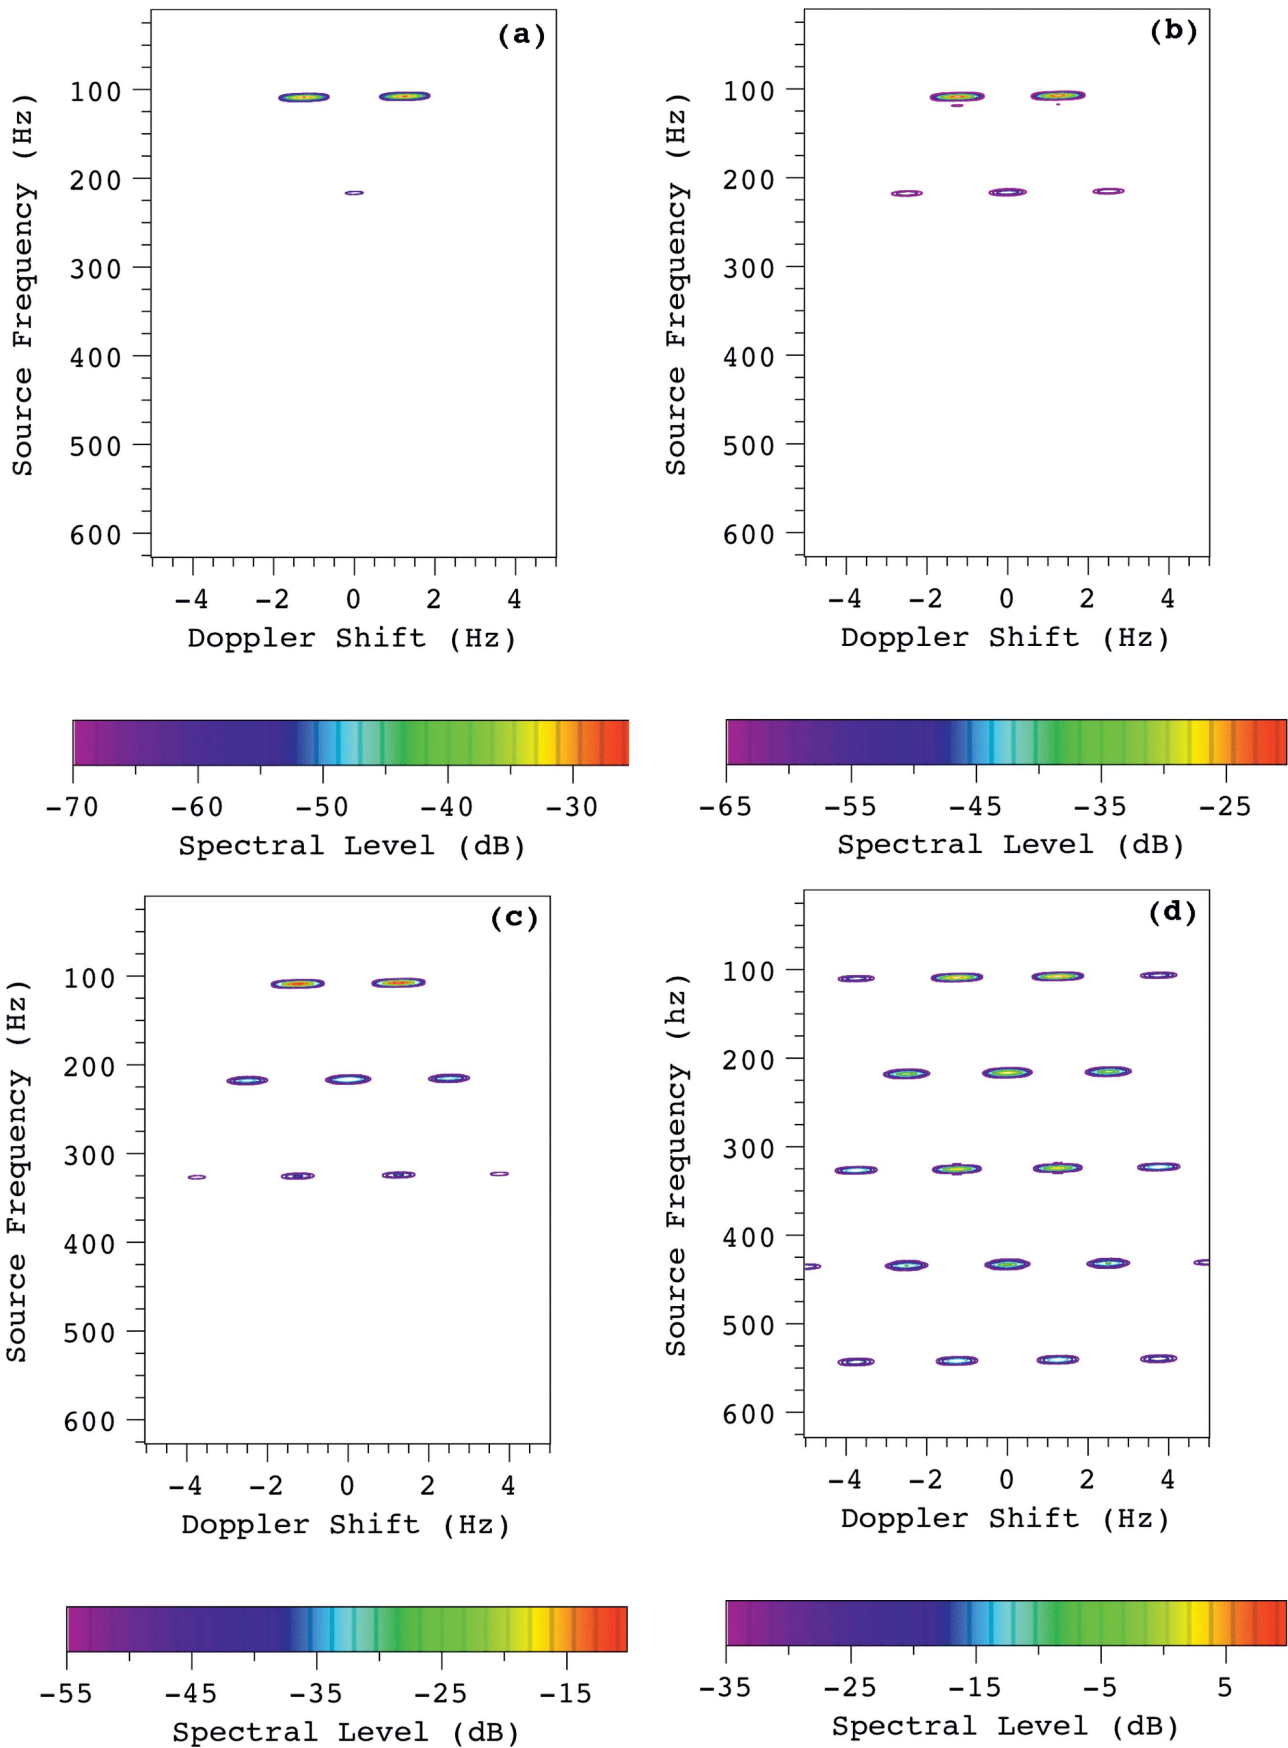 (a)
Source Frequency (Hz)
100
200
300
400
500
600
-4 -2 0 2 4
Doppler Shift (Hz)
-70 -60 -50 -40 -30
Spectral Level (dB)
(b)
Source Frequency (Hz)
100
200
300
400
500
600
-4 -2 0 2 4
Doppler Shift (Hz)
-65 -55 -45 -35 -25
Spectral Level (dB)
(c)
Source Frequency (Hz)
100
200
300
400
500
600
-4 -2 0 2 4
Doppler Shift (Hz)
-55 -45 -35 -25 -15
Spectral Level (dB)
(d)
Source Frequency (hz)
100
200
300
400
500
600
-4 -2 0 2 4
Doppler Shift (Hz)
-35 -25 -15 -5 5
Spectral Level (dB)